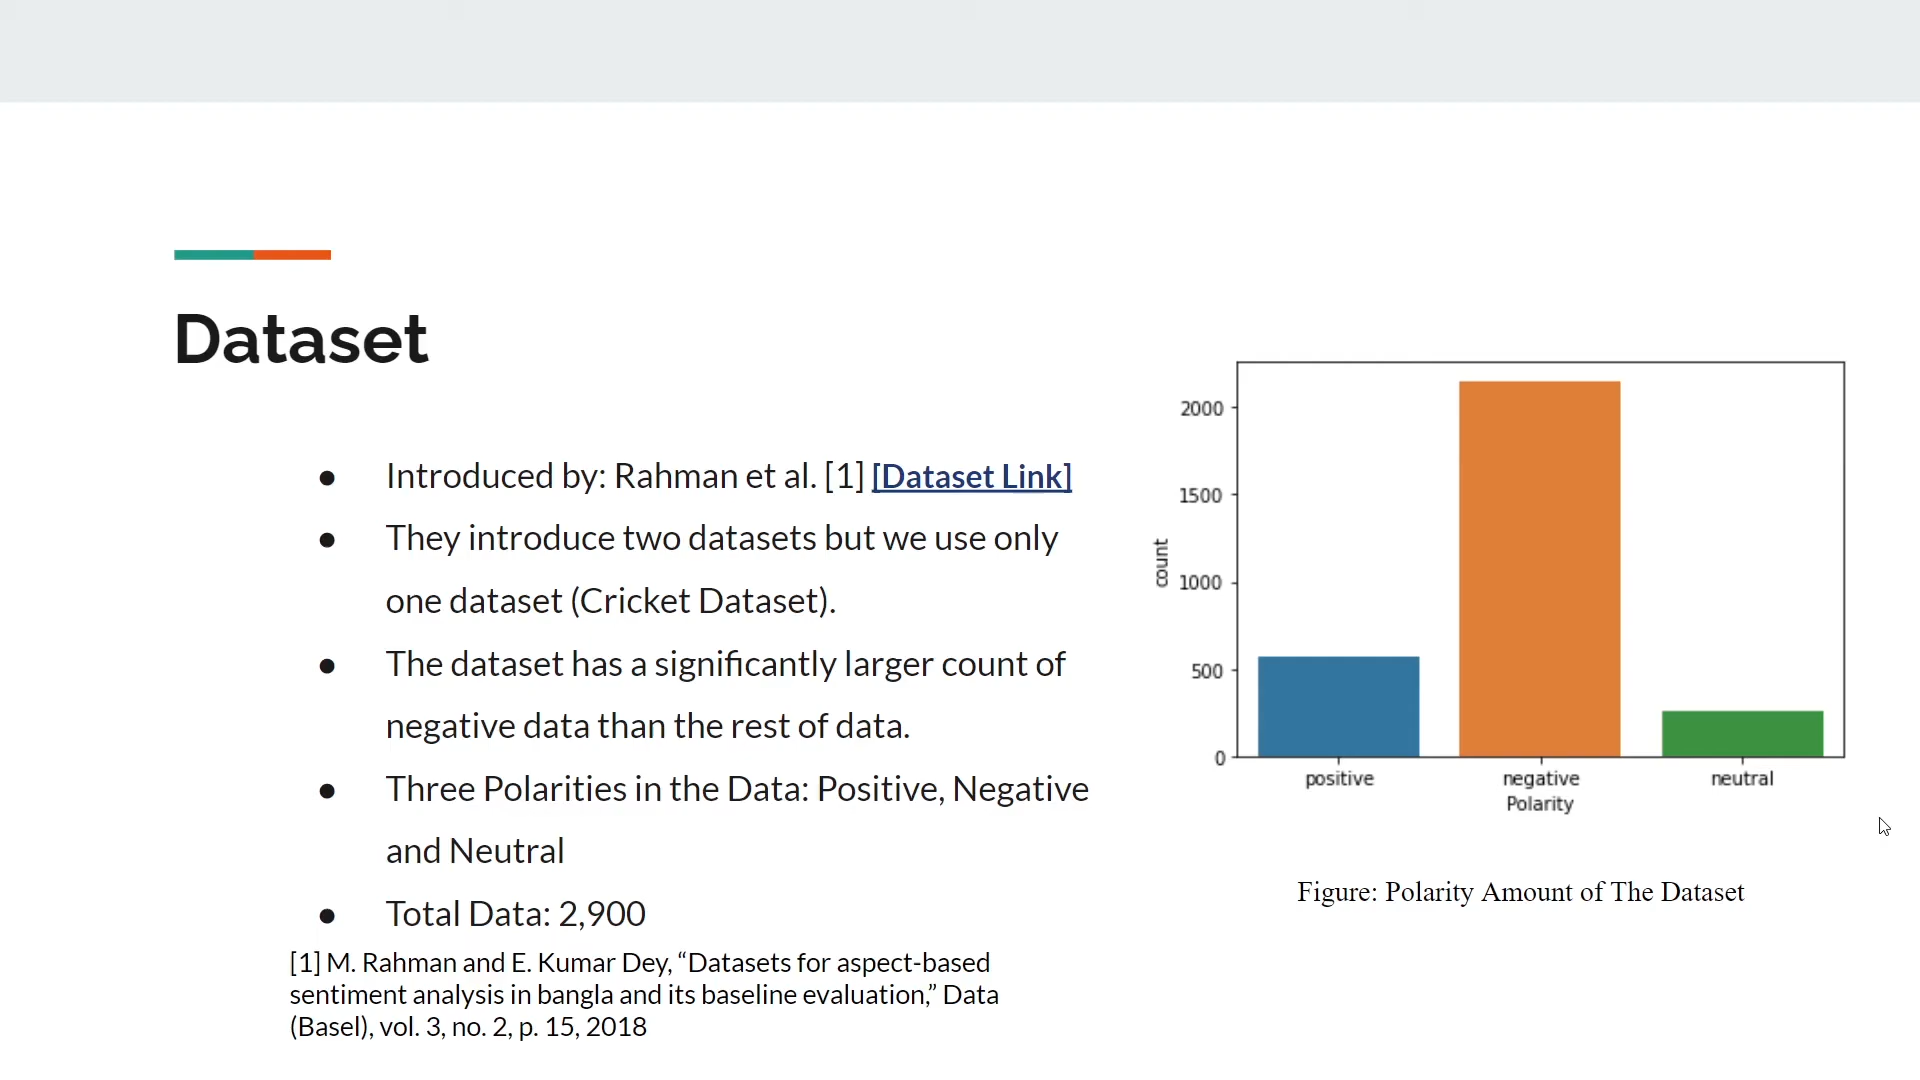 Dataset
● Introduced by: Rahman et al. [1] [Dataset Link]
● They introduce two datasets but we use only
one dataset (Cricket Dataset).
● The dataset has a significantly larger count of
negative data than the rest of data.
● Three Polarities in the Data: Positive, Negative
and Neutral
● Total Data: 2,900
[1] M. Rahman and E. Kumar Dey, “Datasets for aspect-based
sentiment analysis in bangla and its baseline evaluation,” Data
(Basel), vol. 3, no. 2, p. 15, 2018
2000
1500
1000
500
0
count
positive negative neutral
Polarity
Figure: Polarity Amount of The Dataset